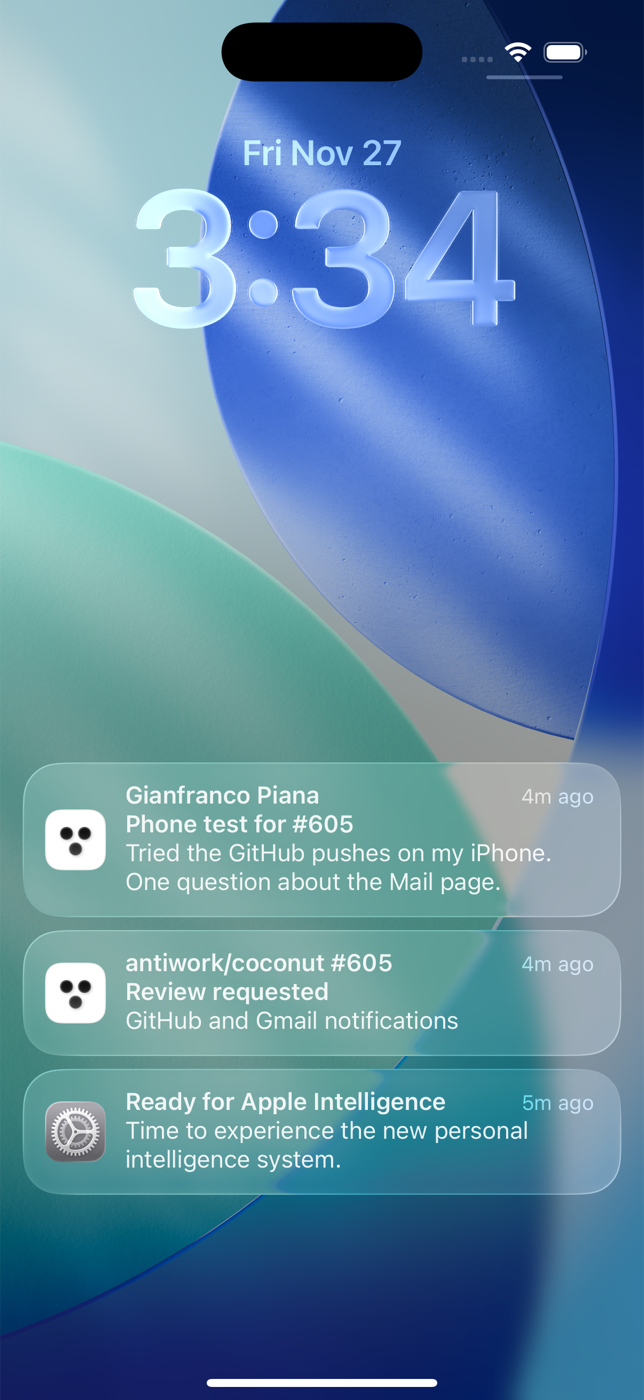 Fri Nov 27
3:34
Gianfranco Piana
4m ago
Phone test for #605
Tried the GitHub pushes on my iPhone.
One question about the Mail page.
antiwork/coconut #605
4m ago
Review requested
GitHub and Gmail notifications
Ready for Apple Intelligence
5m ago
Time to experience the new personal
intelligence system.